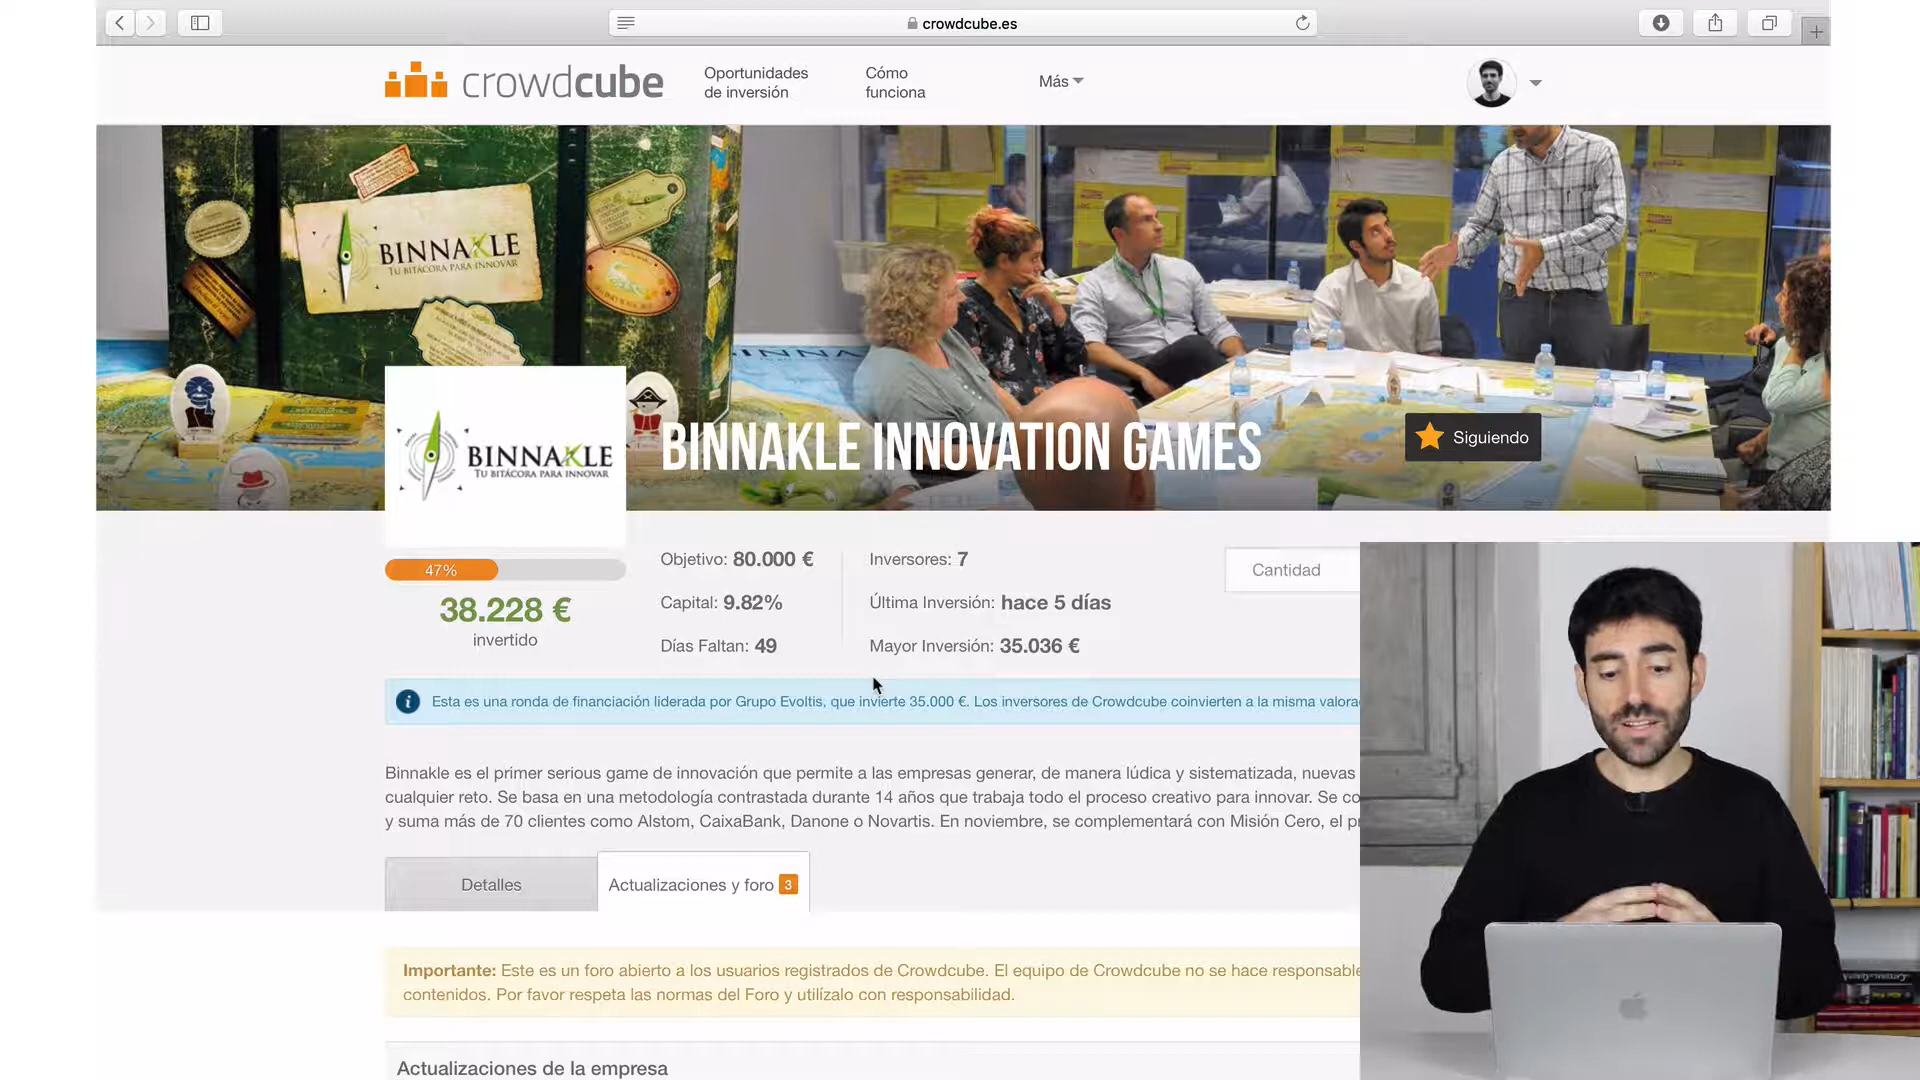 crowdcube.es
crowdcube
Oportunidades
de inversión
Cómo
funciona
Más
BINNAKLE
TU BITÁCORA PARA INNOVAR
BINNAKLE
TU BITÁCORA PARA INNOVAR
BINNAKLE INNOVATION GAMES
Siguiendo
47%
38.228 €
invertido
Objetivo: 80.000 €
Capital: 9.82%
Días Faltan: 49
Inversores: 7
Última Inversión: hace 5 días
Mayor Inversión: 35.036 €
Cantidad
Esta es una ronda de financiación liderada por Grupo Evoltis, que invierte 35.000 €. Los inversores de Crowdcube coinvierten a la misma valora
Binnakle es el primer serious game de innovación que permite a las empresas generar, de manera lúdica y sistematizada, nuevas
cualquier reto. Se basa en una metodología contrastada durante 14 años que trabaja todo el proceso creativo para innovar. Se co
y suma más de 70 clientes como Alstom, CaixaBank, Danone o Novartis. En noviembre, se complementará con Misión Cero, el p
Detalles
Actualizaciones y foro 3
Importante: Este es un foro abierto a los usuarios registrados de Crowdcube. El equipo de Crowdcube no se hace responsable
contenidos. Por favor respeta las normas del Foro y utilízalo con responsabilidad.
Actualizaciones de la empresa